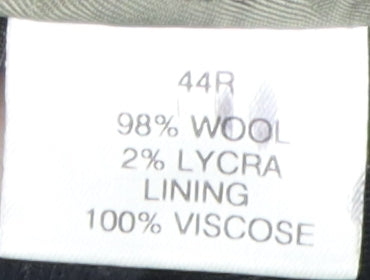 44R
98% WOOL
2% LYCRA
LINING
100% VISCOSE